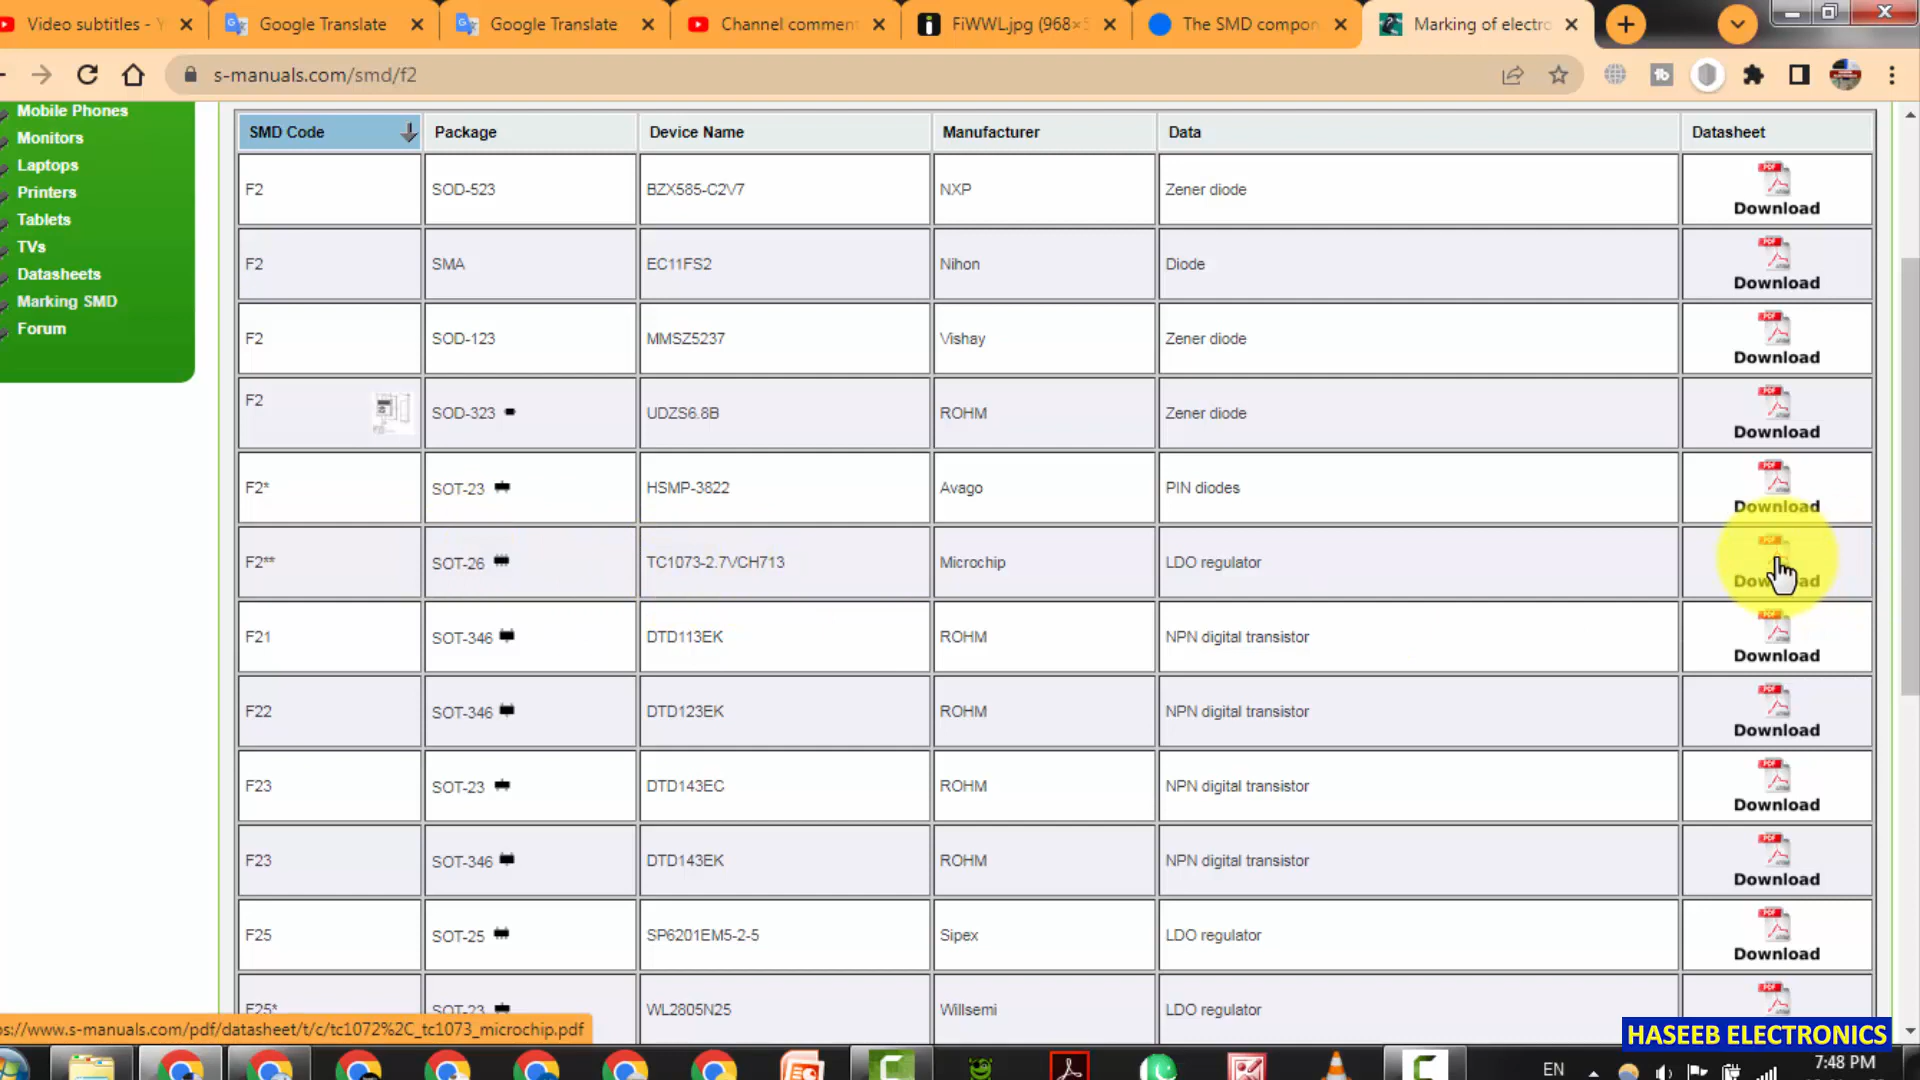 Video subtitles - Y
Google Translate
Google Translate
Channel comment
FiWWL.jpg (968×5
The SMD compon
Marking of electro
s-manuals.com/smd/f2
Mobile Phones
Monitors
Laptops
Printers
Tablets
TVs
Datasheets
Marking SMD
Forum
SMD Code Package Device Name Manufacturer Data Datasheet
F2 SOD-523 BZX585-C2V7 NXP Zener diode Download
F2 SMA EC11FS2 Nihon Diode Download
F2 SOD-123 MMSZ5237 Vishay Zener diode Download
F2 SOD-323 UDZS6.8B ROHM Zener diode Download
F2* SOT-23 HSMP-3822 Avago PIN diodes Download
F2** SOT-26 TC1073-2.7VCH713 Microchip LDO regulator Download
F21 SOT-346 DTD113EK ROHM NPN digital transistor Download
F22 SOT-346 DTD123EK ROHM NPN digital transistor Download
F23 SOT-23 DTD143EC ROHM NPN digital transistor Download
F23 SOT-346 DTD143EK ROHM NPN digital transistor Download
F25 SOT-25 SP6201EM5-2-5 Sipex LDO regulator Download
F25* SOT-23 WL2805N25 Willsemi LDO regulator
ps://www.s-manuals.com/pdf/datasheet/t/c/tc1072%2C_tc1073_microchip.pdf
HASEEB ELECTRONICS
EN
7:48 PM